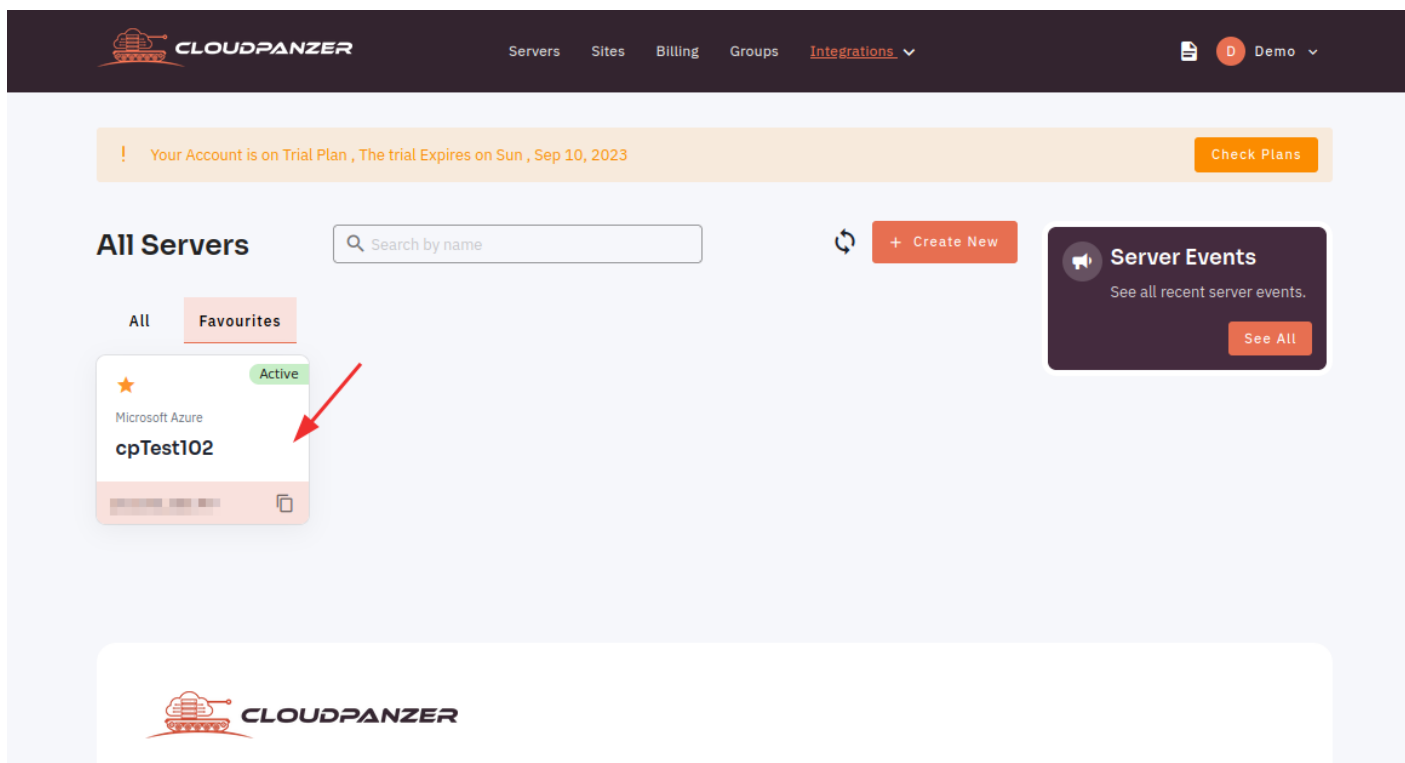 CLOUDPANZER
Servers Sites Billing Groups Integrations
D Demo
! Your Account is on Trial Plan , The trial Expires on Sun , Sep 10, 2023
Check Plans
All Servers
Search by name
+ Create New
Server Events
See all recent server events.
See All
All Favourites
Active
Microsoft Azure
cpTest102
CLOUDPANZER